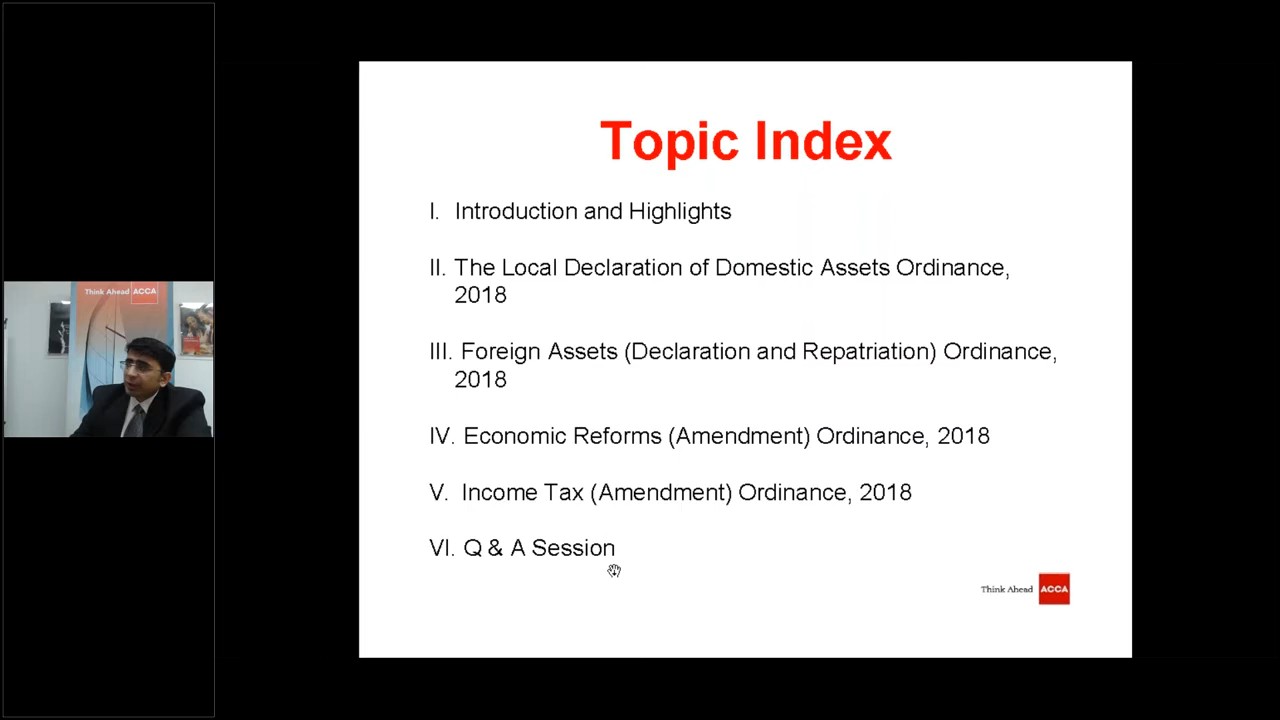 Topic Index
I. Introduction and Highlights
II. The Local Declaration of Domestic Assets Ordinance,
2018
III. Foreign Assets (Declaration and Repatriation) Ordinance,
2018
IV. Economic Reforms (Amendment) Ordinance, 2018
V. Income Tax (Amendment) Ordinance, 2018
VI. Q & A Session
Think Ahead ACCA
Think Ahead ACCA